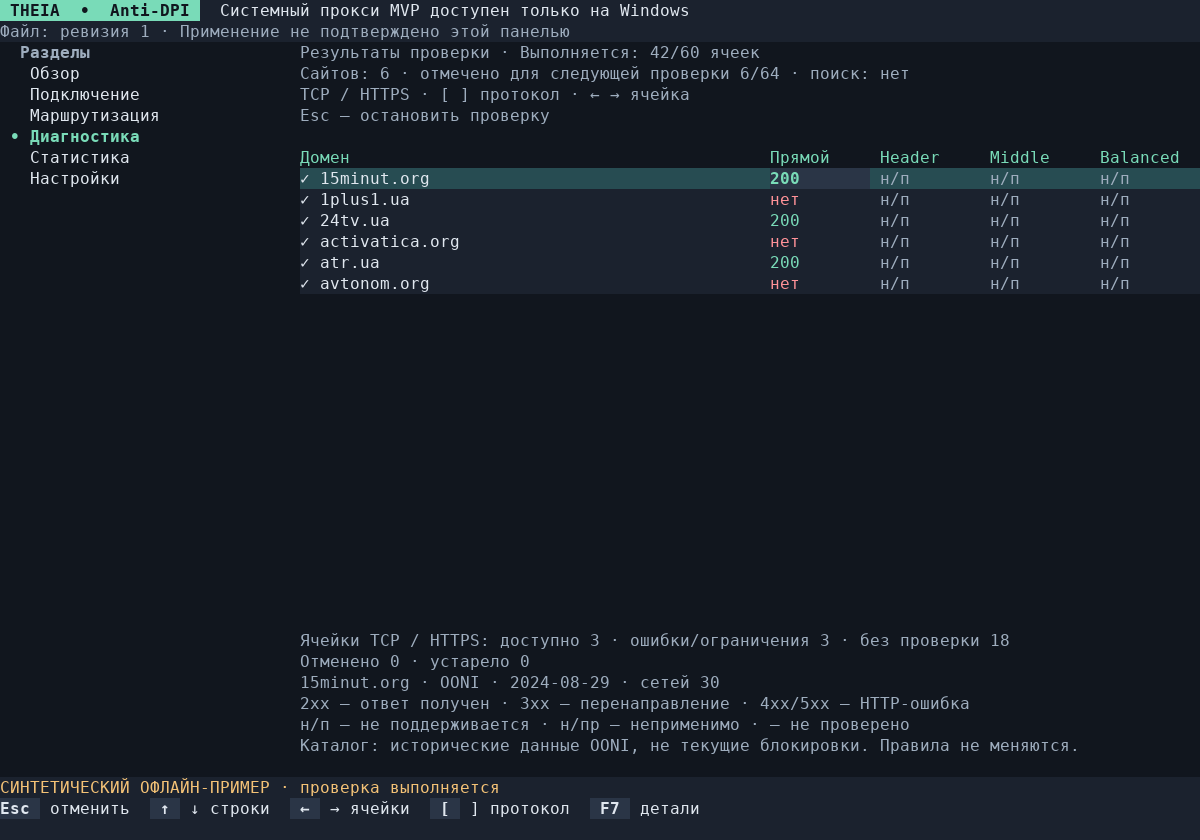 THEIA • Anti-DPI Системный прокси MVP доступен только на Windows
Файл: ревизия 1 · Применение не подтверждено этой панелью
Разделы
Обзор
Подключение
Маршрутизация
• Диагностика
Статистика
Настройки
Результаты проверки · Выполняется: 42/60 ячеек
Сайтов: 6 · отмечено для следующей проверки 6/64 · поиск: нет
TCP / HTTPS · [ ] протокол · ← → ячейка
Esc — остановить проверку
Домен Прямой Header Middle Balanced
✓ 15minut.org 200 н/п н/п н/п
✓ 1plus1.ua нет н/п н/п н/п
✓ 24tv.ua 200 н/п н/п н/п
✓ activatica.org нет н/п н/п н/п
✓ atr.ua 200 н/п н/п н/п
✓ avtonom.org нет н/п н/п н/п
Ячейки TCP / HTTPS: доступно 3 · ошибки/ограничения 3 · без проверки 18
Отменено 0 · устарело 0
15minut.org · OONI · 2024-08-29 · сетей 30
2xx — ответ получен · 3xx — перенаправление · 4xx/5xx — HTTP-ошибка
н/п — не поддерживается · н/пр — неприменимо · — не проверено
Каталог: исторические данные OONI, не текущие блокировки. Правила не меняются.
СИНТЕТИЧЕСКИЙ ОФЛАЙН-ПРИМЕР · проверка выполняется
Esc отменить ↑ ↓ строки ← → ячейки [ ] протокол F7 детали